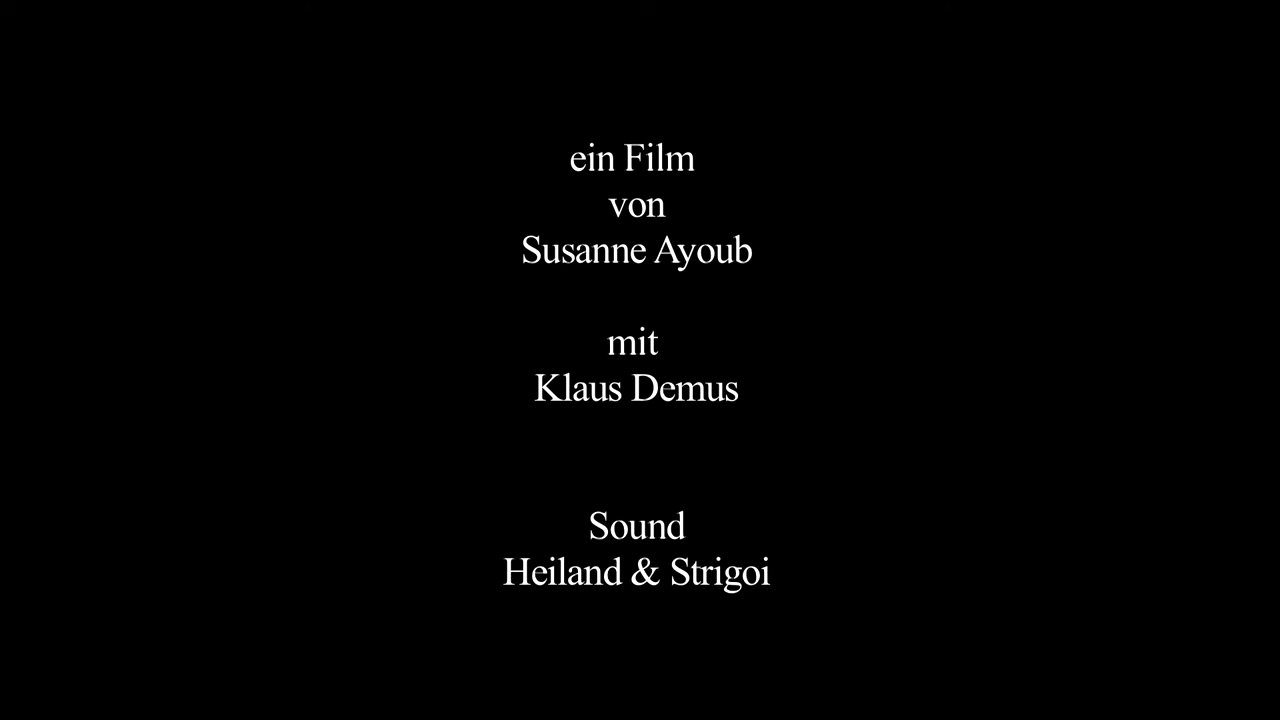 ein Film
von
Susanne Ayoub
mit
Klaus Demus
Sound
Heiland & Strigoi